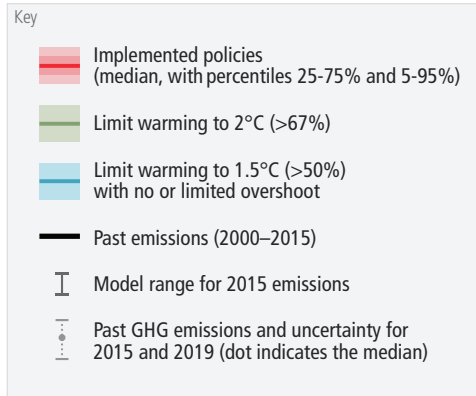 Key
Implemented policies
(median, with percentiles 25-75% and 5-95%)
Limit warming to 2°C (>67%)
Limit warming to 1.5°C (>50%)
with no or limited overshoot
Past emissions (2000–2015)
Model range for 2015 emissions
Past GHG emissions and uncertainty for
2015 and 2019 (dot indicates the median)